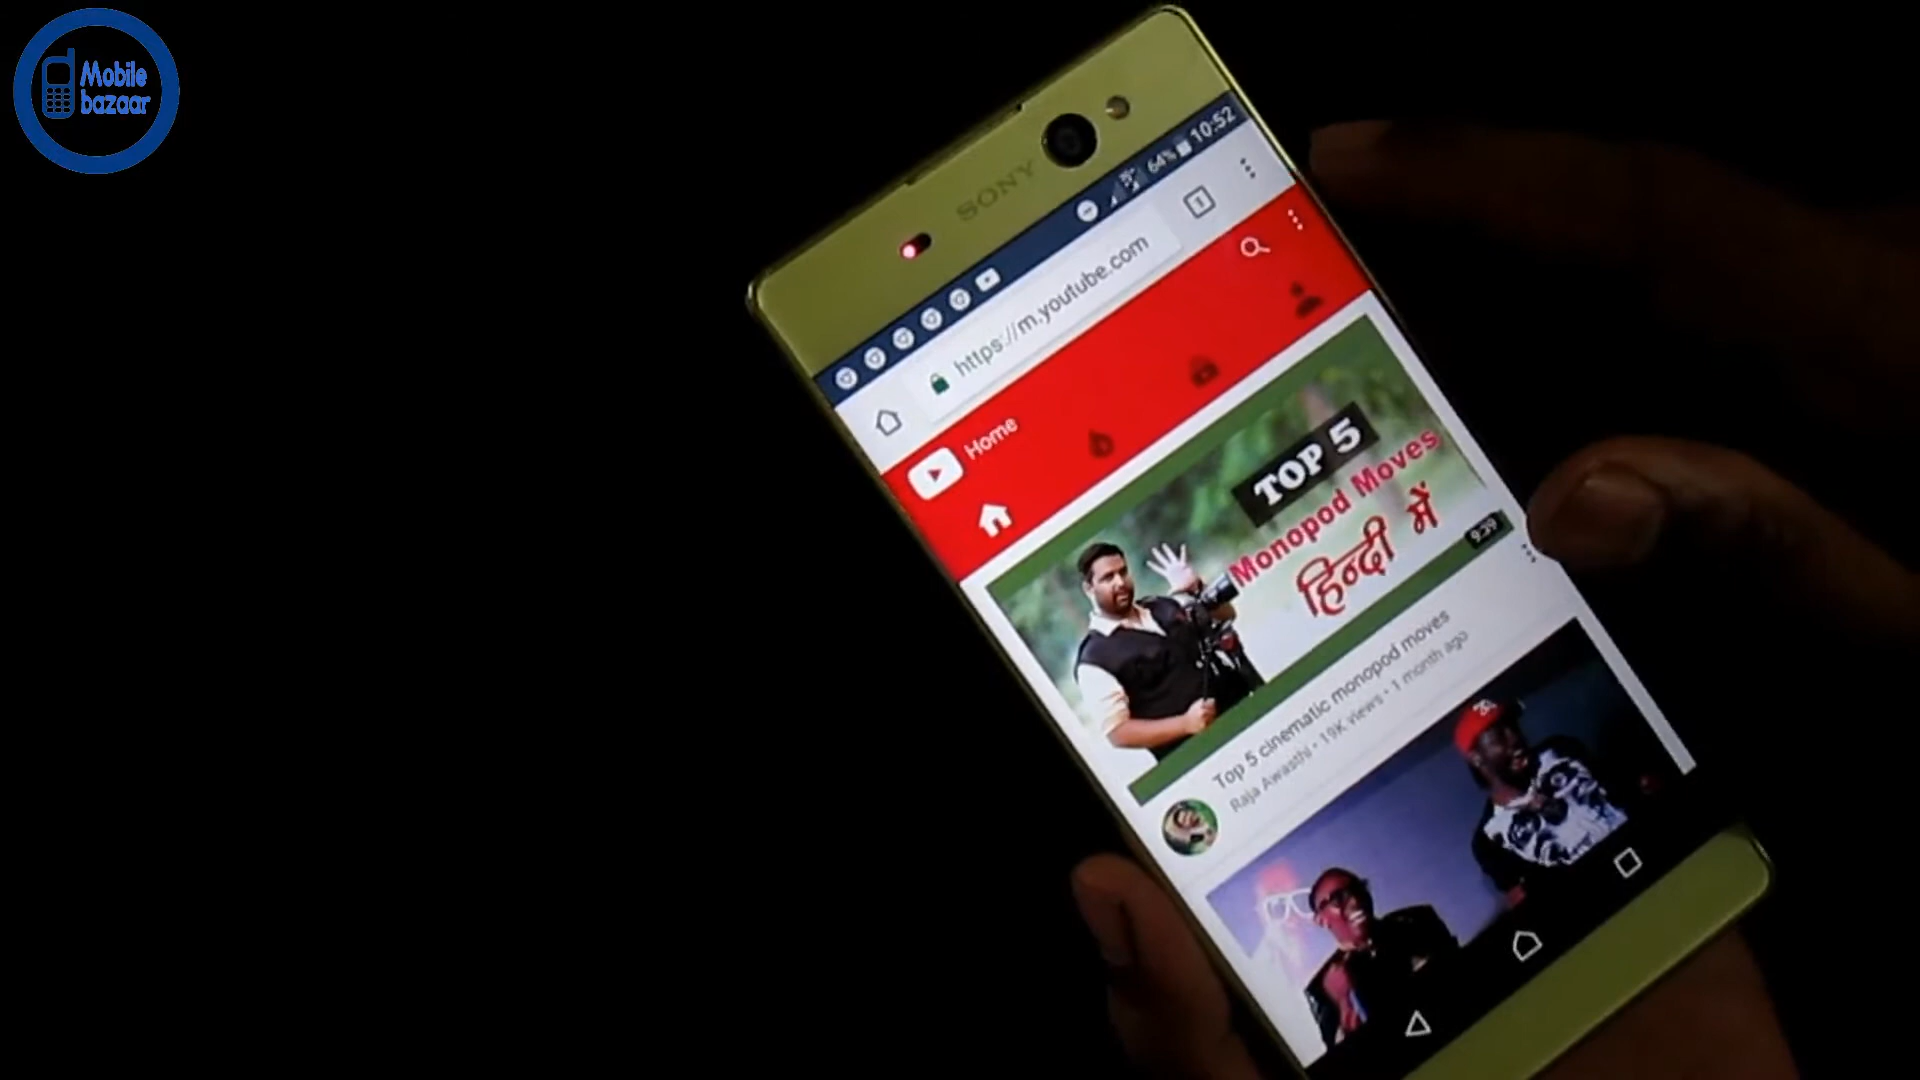 Mobile
bazaar
SONY
64% 10:52
https://m.youtube.com
1
Home
TOP 5
Monopod Moves
हिन्दी में
9:39
Top 5 cinematic monopod moves
Raja Awasthi • 19K views • 1 month ago